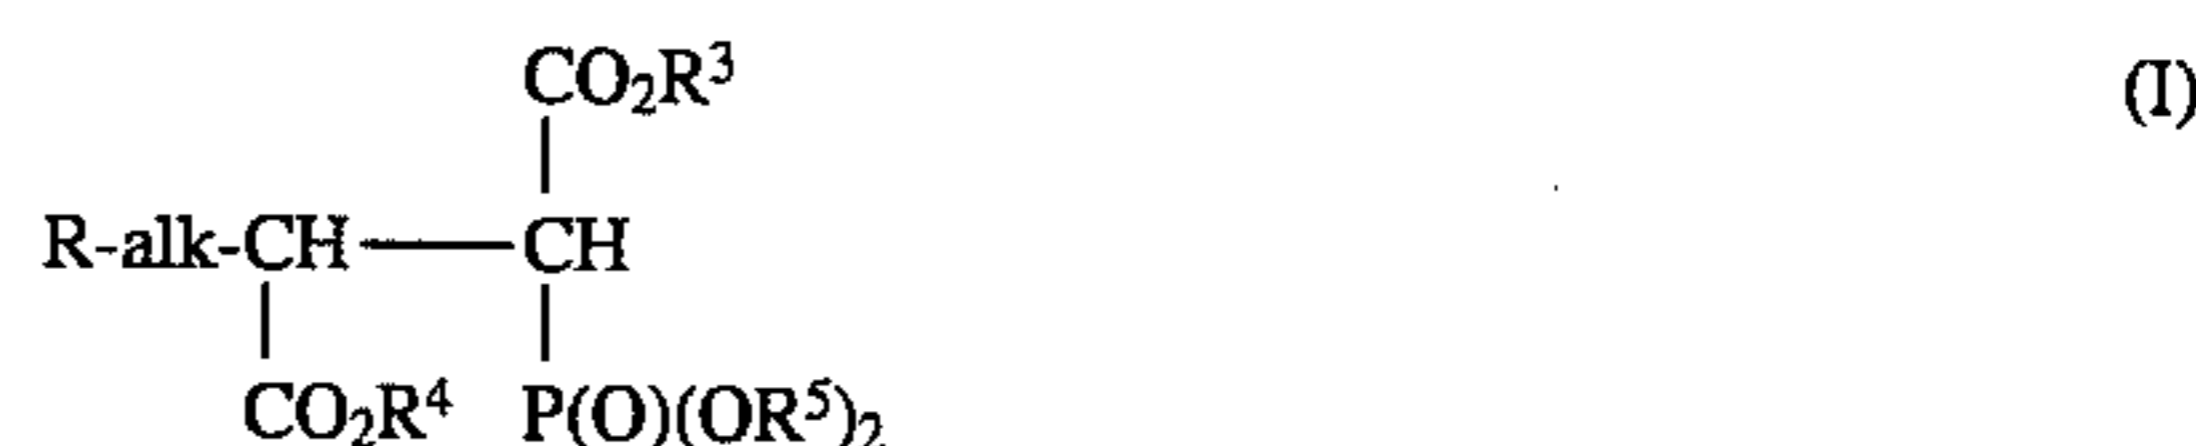 CO₂R³ (I)
R-alk-CH CH
CO₂R⁴ P(O)(OR⁵)₂